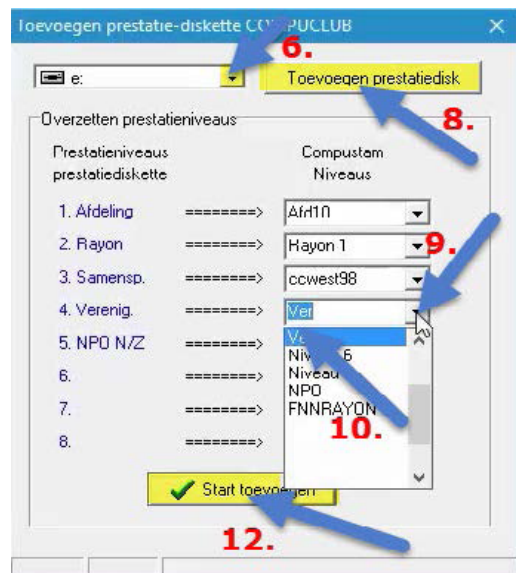 Toevoegen prestatie-diskette COMPUCLUB
6.
e:
Toevoegen prestatiedisk
8.
Overzetten prestatieniveaus
Prestatieniveaus Compustam
prestatiediskette Niveaus
1. Afdeling ========> Afd10
2. Rayon ========> Rayon 1
9.
3. Samensp. ========> ccwest98
4. Verenig. ========> Ver
5. NPO N/Z ========>
6. ========>
7. ========>
8. ========>
Niveau
NPO
FNNRAYON
10.
Start toevoegen
12.